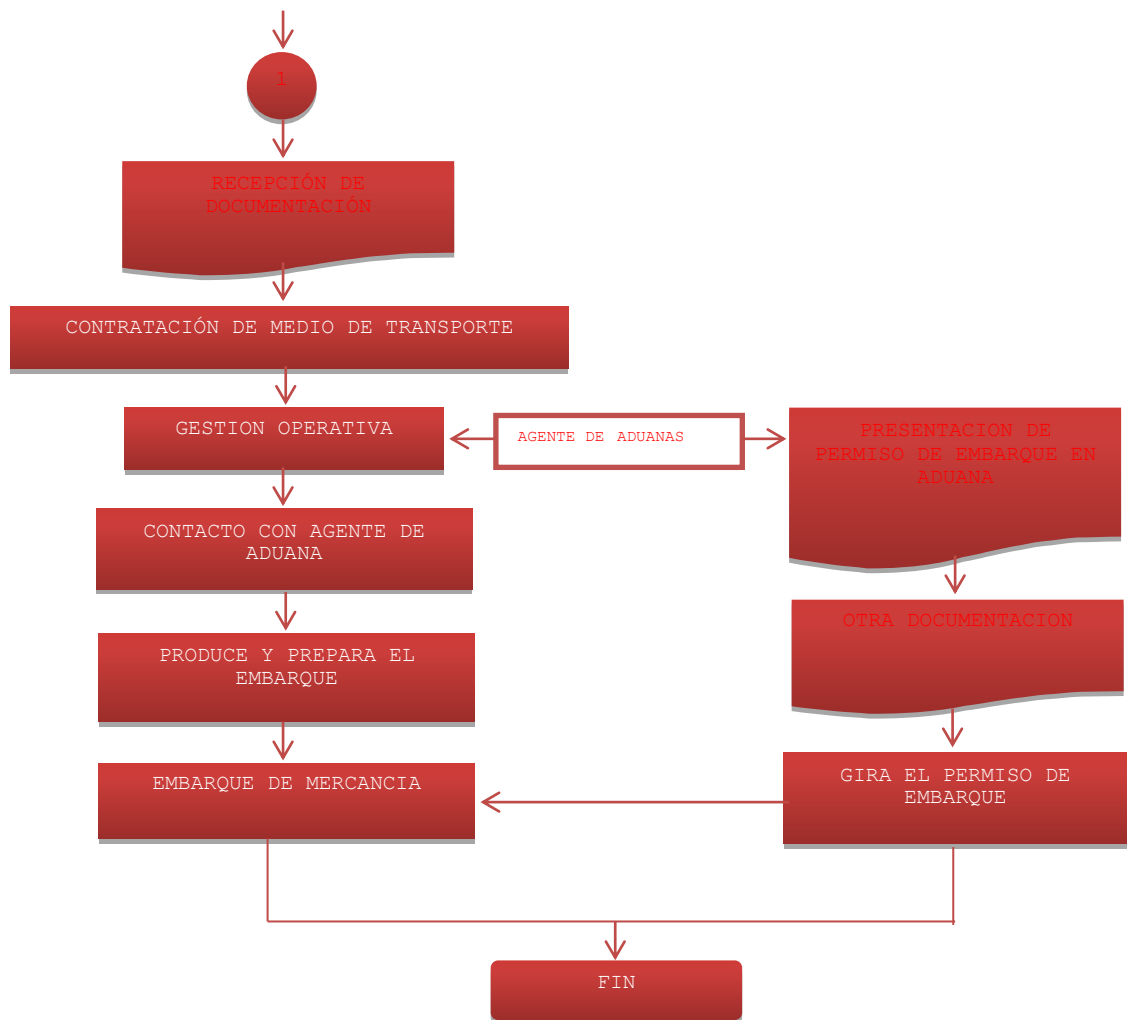 1
RECEPCIÓN DE
DOCUMENTACIÓN
CONTRATACIÓN DE MEDIO DE TRANSPORTE
GESTION OPERATIVA
AGENTE DE ADUANAS
PRESENTACION DE
PERMISO DE EMBARQUE EN
ADUANA
CONTACTO CON AGENTE DE
ADUANA
OTRA DOCUMENTACION
PRODUCE Y PREPARA EL
EMBARQUE
EMBARQUE DE MERCANCIA
GIRA EL PERMISO DE
EMBARQUE
FIN